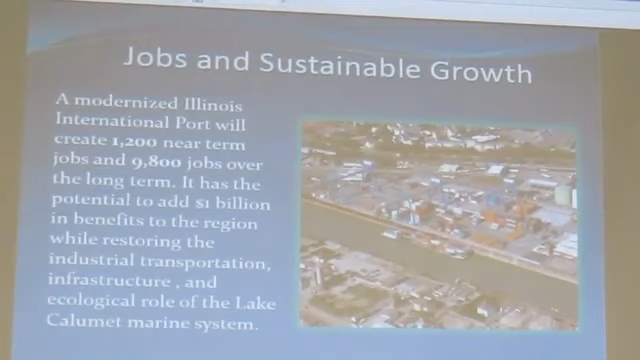 Jobs and Sustainable Growth
A modernized Illinois
International Port will
create 1,200 near term
jobs and 9,800 jobs over
the long term. It has the
potential to add $1 billion
in benefits to the region
while restoring the
industrial transportation,
infrastructure , and
ecological role of the Lake
Calumet marine system.